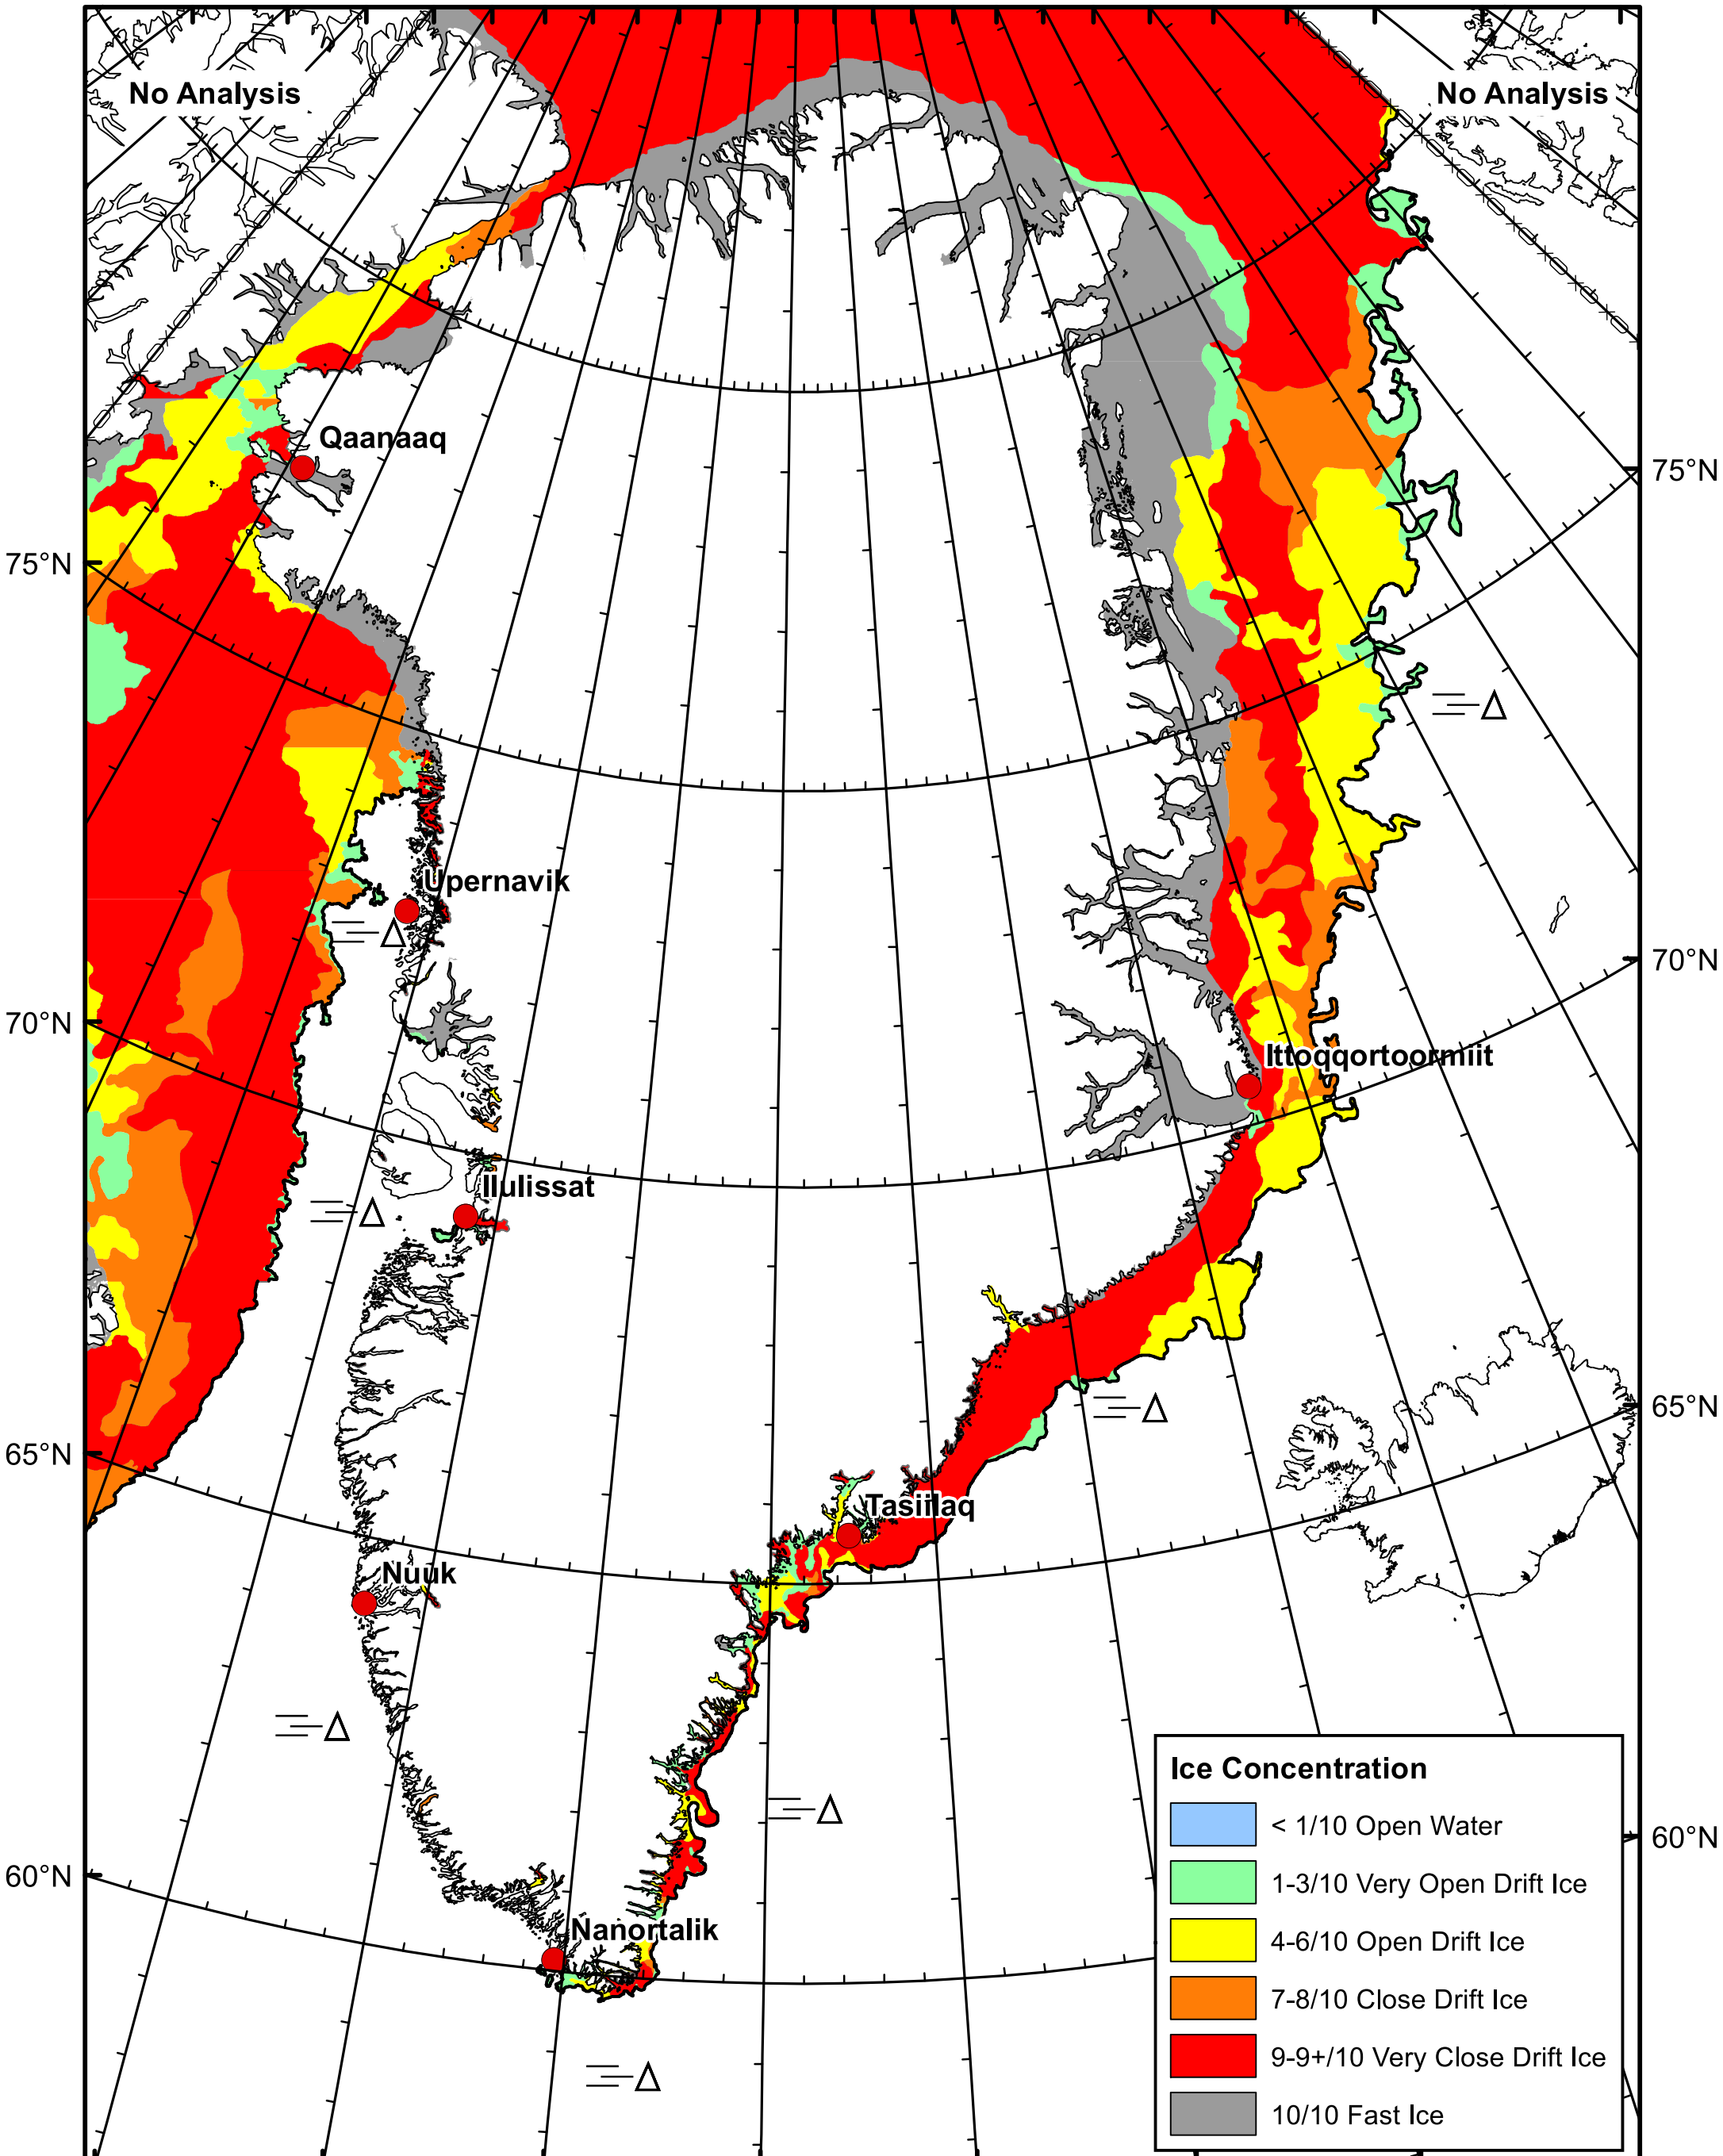 No Analysis
No Analysis
Qaanaaq
75°N
75°N
Upernavik
70°N
70°N
Ittoqqortoormiit
Ilulissat
65°N
65°N
Tasiilaq
Nuuk
60°N
60°N
Nanortalik
Ice Concentration
< 1/10 Open Water
1-3/10 Very Open Drift Ice
4-6/10 Open Drift Ice
7-8/10 Close Drift Ice
9-9+/10 Very Close Drift Ice
10/10 Fast Ice